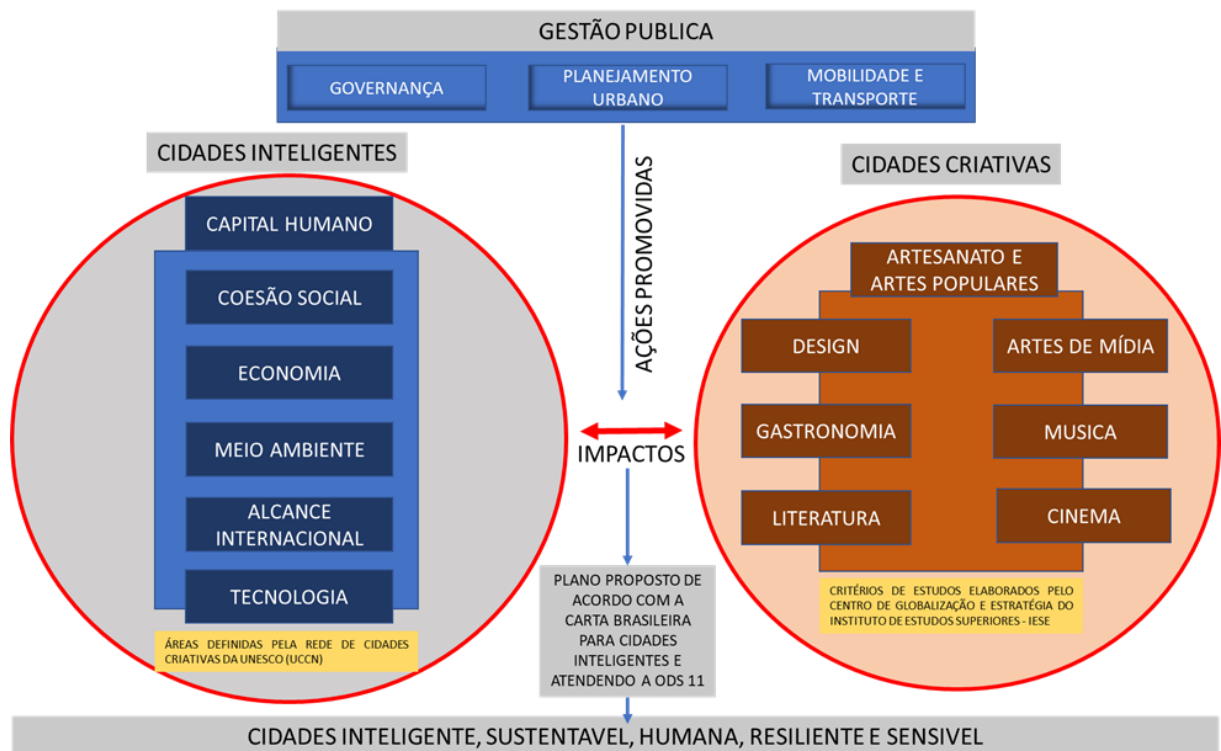 GESTÃO PUBLICA
GOVERNANÇA
PLANEJAMENTO
URBANO
MOBILIDADE E
TRANSPORTE
CIDADES INTELIGENTES
CAPITAL HUMANO
COESÃO SOCIAL
ECONOMIA
MEIO AMBIENTE
ALCANCE
INTERNACIONAL
TECNOLOGIA
ÁREAS DEFINIDAS PELA REDE DE CIDADES
CRIATIVAS DA UNESCO (UCCN)
AÇÕES PROMOVIDAS
IMPACTOS
PLANO PROPOSTO DE
ACORDO COM A
CARTA BRASILEIRA
PARA CIDADES
INTELIGENTES E
ATENDENDO A ODS 11
CIDADES CRIATIVAS
ARTESANATO E
ARTES POPULARES
DESIGN
ARTES DE MÍDIA
GASTRONOMIA
MUSICA
LITERATURA
CINEMA
CRITÉRIOS DE ESTUDOS ELABORADOS PELO
CENTRO DE GLOBALIZAÇÃO E ESTRATÉGIA DO
INSTITUTO DE ESTUDOS SUPERIORES - IESE
CIDADES INTELIGENTE, SUSTENTAVEL, HUMANA, RESILIENTE E SENSIVEL